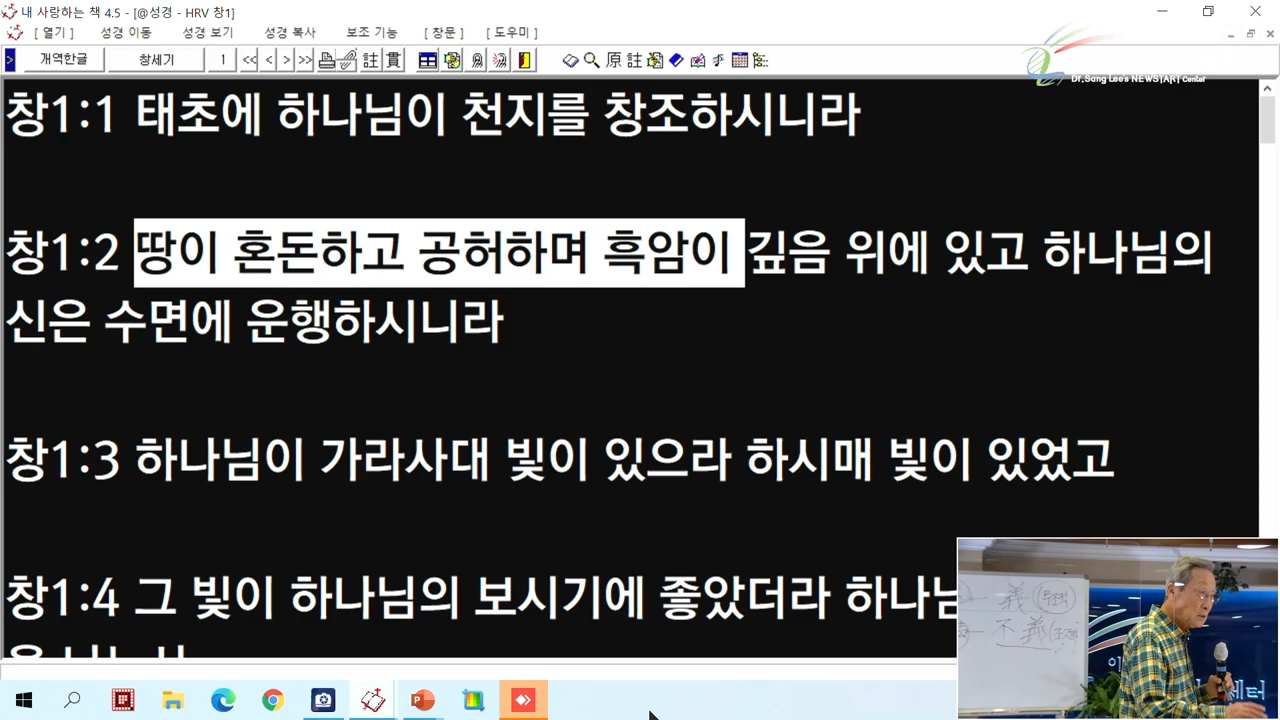 내 사랑하는 책 4.5 - [@성경 - HRV 창1]
[ 열기 ] 성경 이동 성경 보기 성경 복사 보조 기능 [ 창문 ] [ 도우미 ]
> 개역한글 창세기 1 << < > >> 註 貫 原 註
Dr.Sang Lee's NEWSTART Center
창1:1 태초에 하나님이 천지를 창조하시니라
창1:2 땅이 혼돈하고 공허하며 흑암이 깊음 위에 있고 하나님의
신은 수면에 운행하시니라
창1:3 하나님이 가라사대 빛이 있으라 하시매 빛이 있었고
창1:4 그 빛이 하나님의 보시기에 좋았더라 하나님
義
不義
이
센터